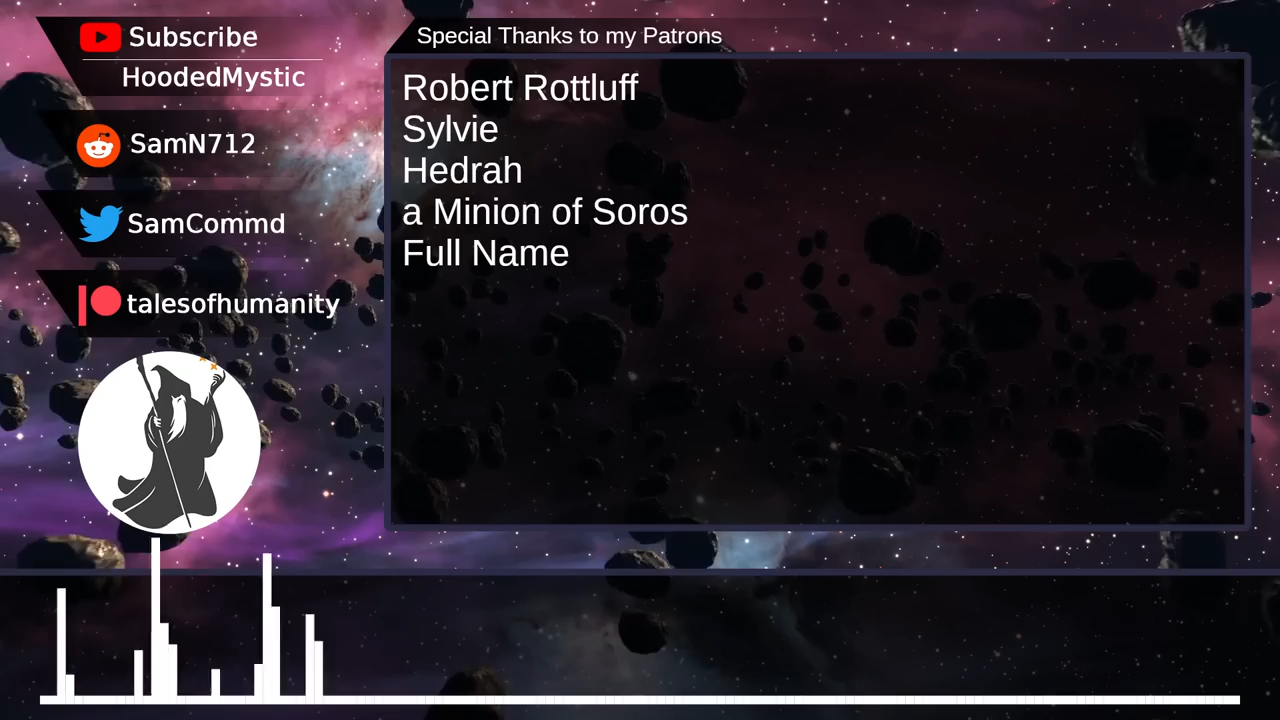 Subscribe
HoodedMystic
SamN712
SamCommd
talesofhumanity
Special Thanks to my Patrons
Robert Rottluff
Sylvie
Hedrah
a Minion of Soros
Full Name